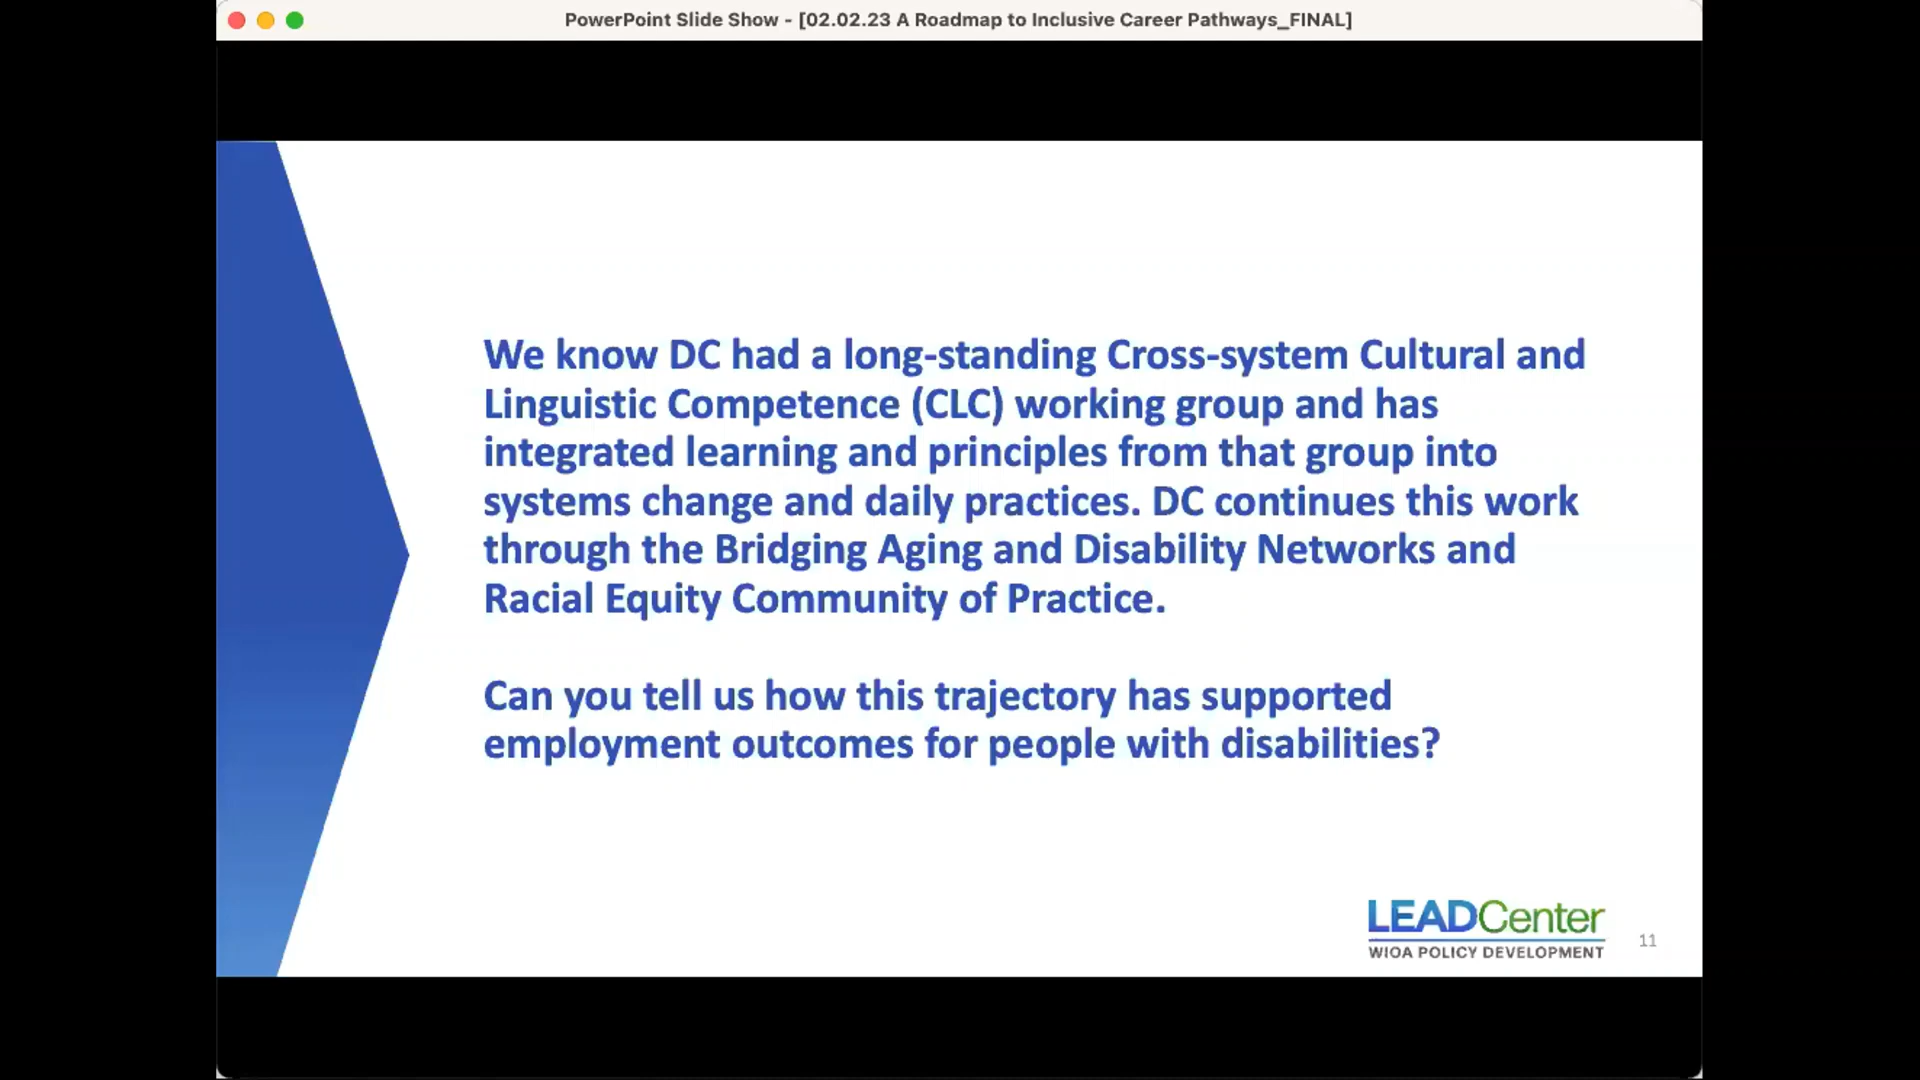 PowerPoint Slide Show - [02.02.23 A Roadmap to Inclusive Career Pathways_FINAL]
We know DC had a long-standing Cross-system Cultural and
Linguistic Competence (CLC) working group and has
integrated learning and principles from that group into
systems change and daily practices. DC continues this work
through the Bridging Aging and Disability Networks and
Racial Equity Community of Practice.
Can you tell us how this trajectory has supported
employment outcomes for people with disabilities?
LEADCenter
WIOA POLICY DEVELOPMENT
11